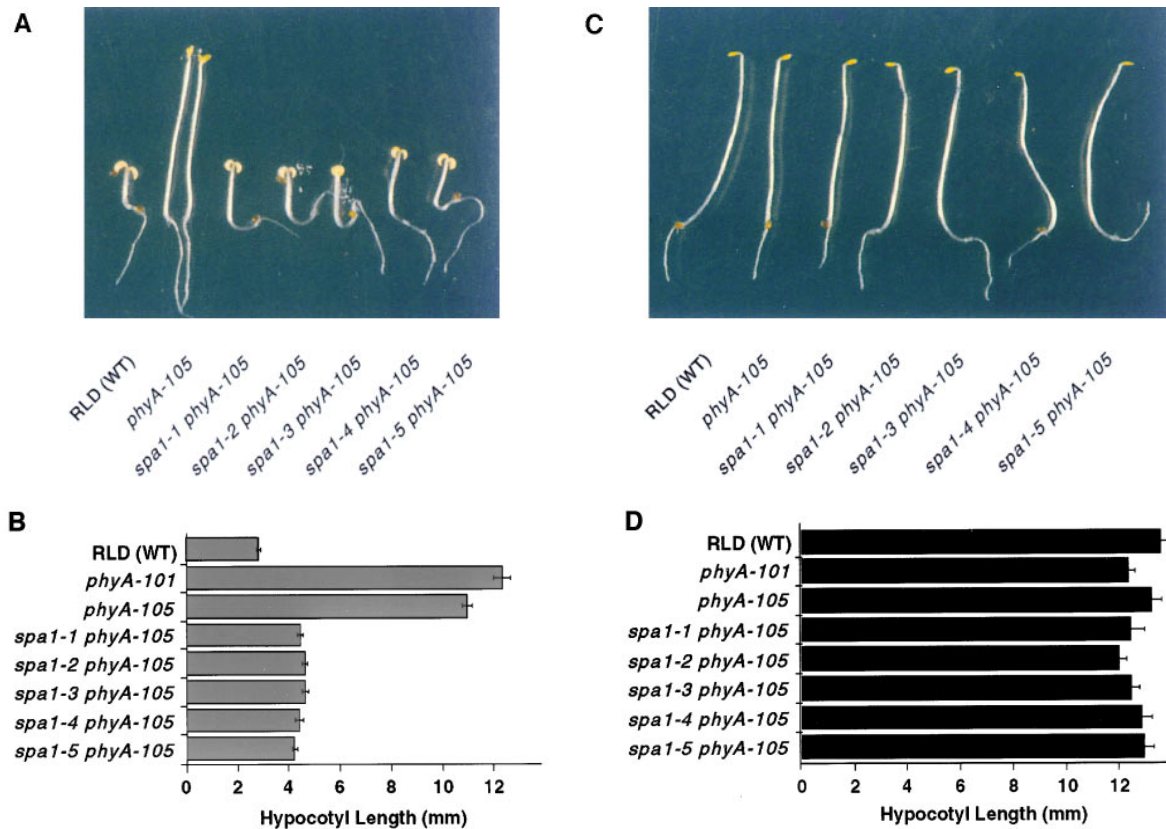 A
RLD (WT)
phyA-105
spa1-1 phyA-105
spa1-2 phyA-105
spa1-3 phyA-105
spa1-4 phyA-105
spa1-5 phyA-105
B
RLD (WT)
phyA-101
phyA-105
spa1-1 phyA-105
spa1-2 phyA-105
spa1-3 phyA-105
spa1-4 phyA-105
spa1-5 phyA-105
0 2 4 6 8 10 12
Hypocotyl Length (mm)
C
RLD (WT)
phyA-105
spa1-1 phyA-105
spa1-2 phyA-105
spa1-3 phyA-105
spa1-4 phyA-105
spa1-5 phyA-105
D
RLD (WT)
phyA-101
phyA-105
spa1-1 phyA-105
spa1-2 phyA-105
spa1-3 phyA-105
spa1-4 phyA-105
spa1-5 phyA-105
0 2 4 6 8 10 12
Hypocotyl Length (mm)